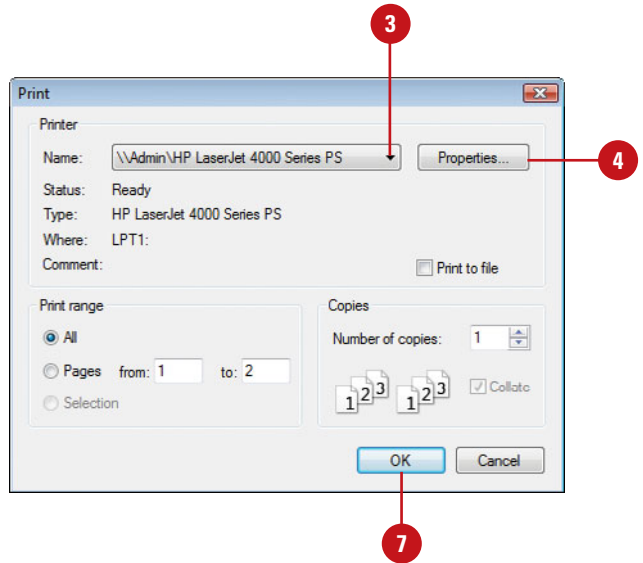 3
Print
Printer
Name: \\Admin\HP LaserJet 4000 Series PS Properties... 4
Status: Ready
Type: HP LaserJet 4000 Series PS
Where: LPT1:
Comment: Print to file
Print range Copies
All Number of copies: 1
Pages from: 1 to: 2
1 2 3 1 2 3 Collate
Selection
OK Cancel
7